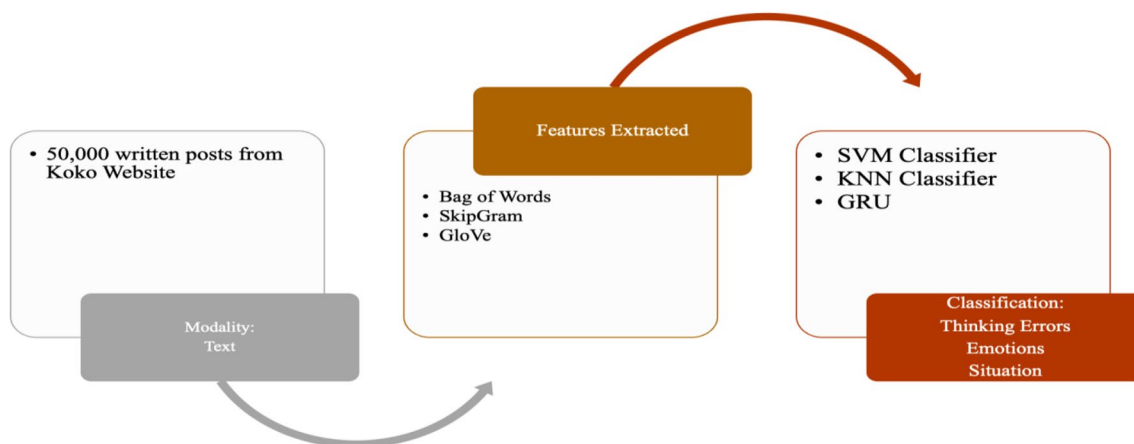 • 50,000 written posts from
Koko Website
Modality:
Text
Features Extracted
• Bag of Words
• SkipGram
• GloVe
• SVM Classifier
• KNN Classifier
• GRU
Classification:
Thinking Errors
Emotions
Situation